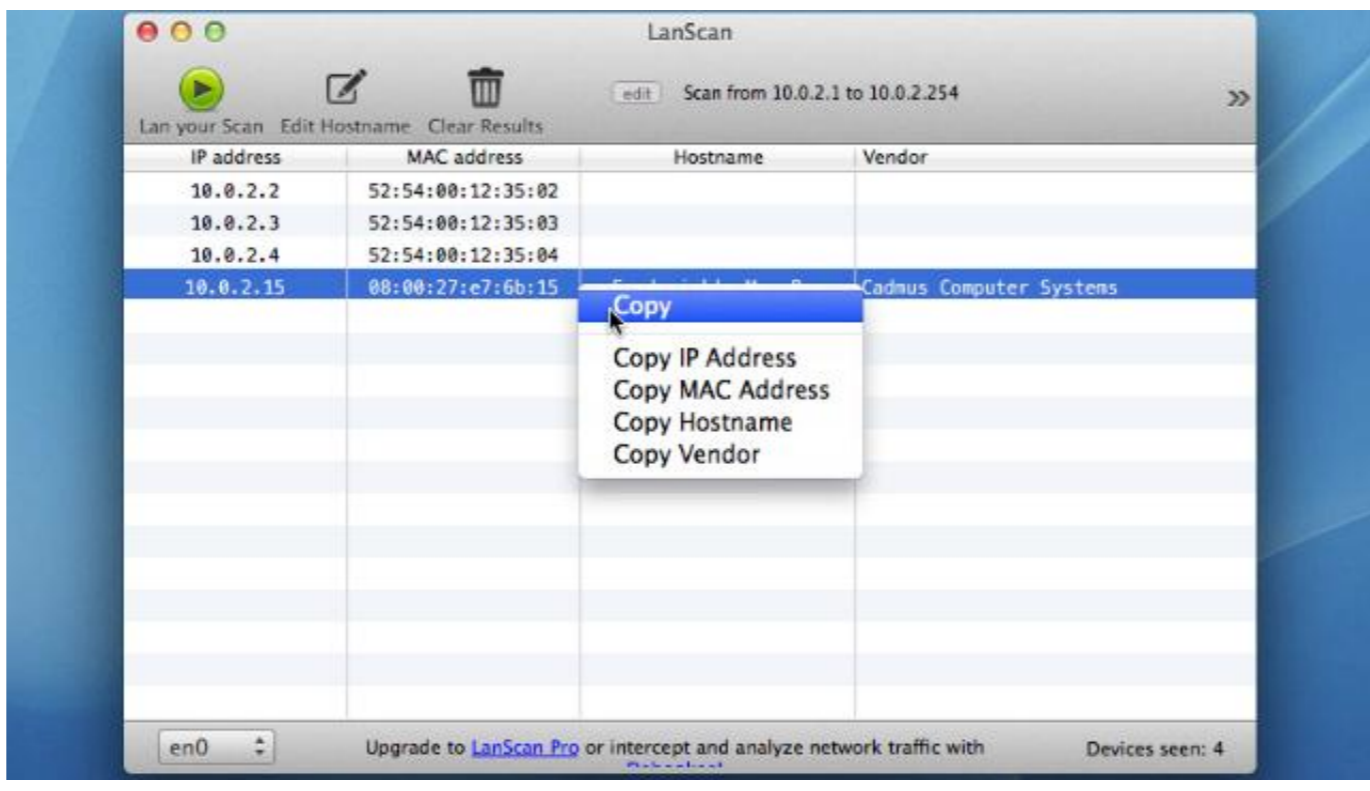 LanScan
edit Scan from 10.0.2.1 to 10.0.2.254
Lan your Scan Edit Hostname Clear Results
IP address MAC address Hostname Vendor
10.0.2.2 52:54:00:12:35:02
10.0.2.3 52:54:00:12:35:03
10.0.2.4 52:54:00:12:35:04
10.0.2.15 08:00:27:e7:6b:15 Cadmus Computer Systems
Copy
Copy IP Address
Copy MAC Address
Copy Hostname
Copy Vendor
en0 Upgrade to LanScan Pro or intercept and analyze network traffic with Devices seen: 4